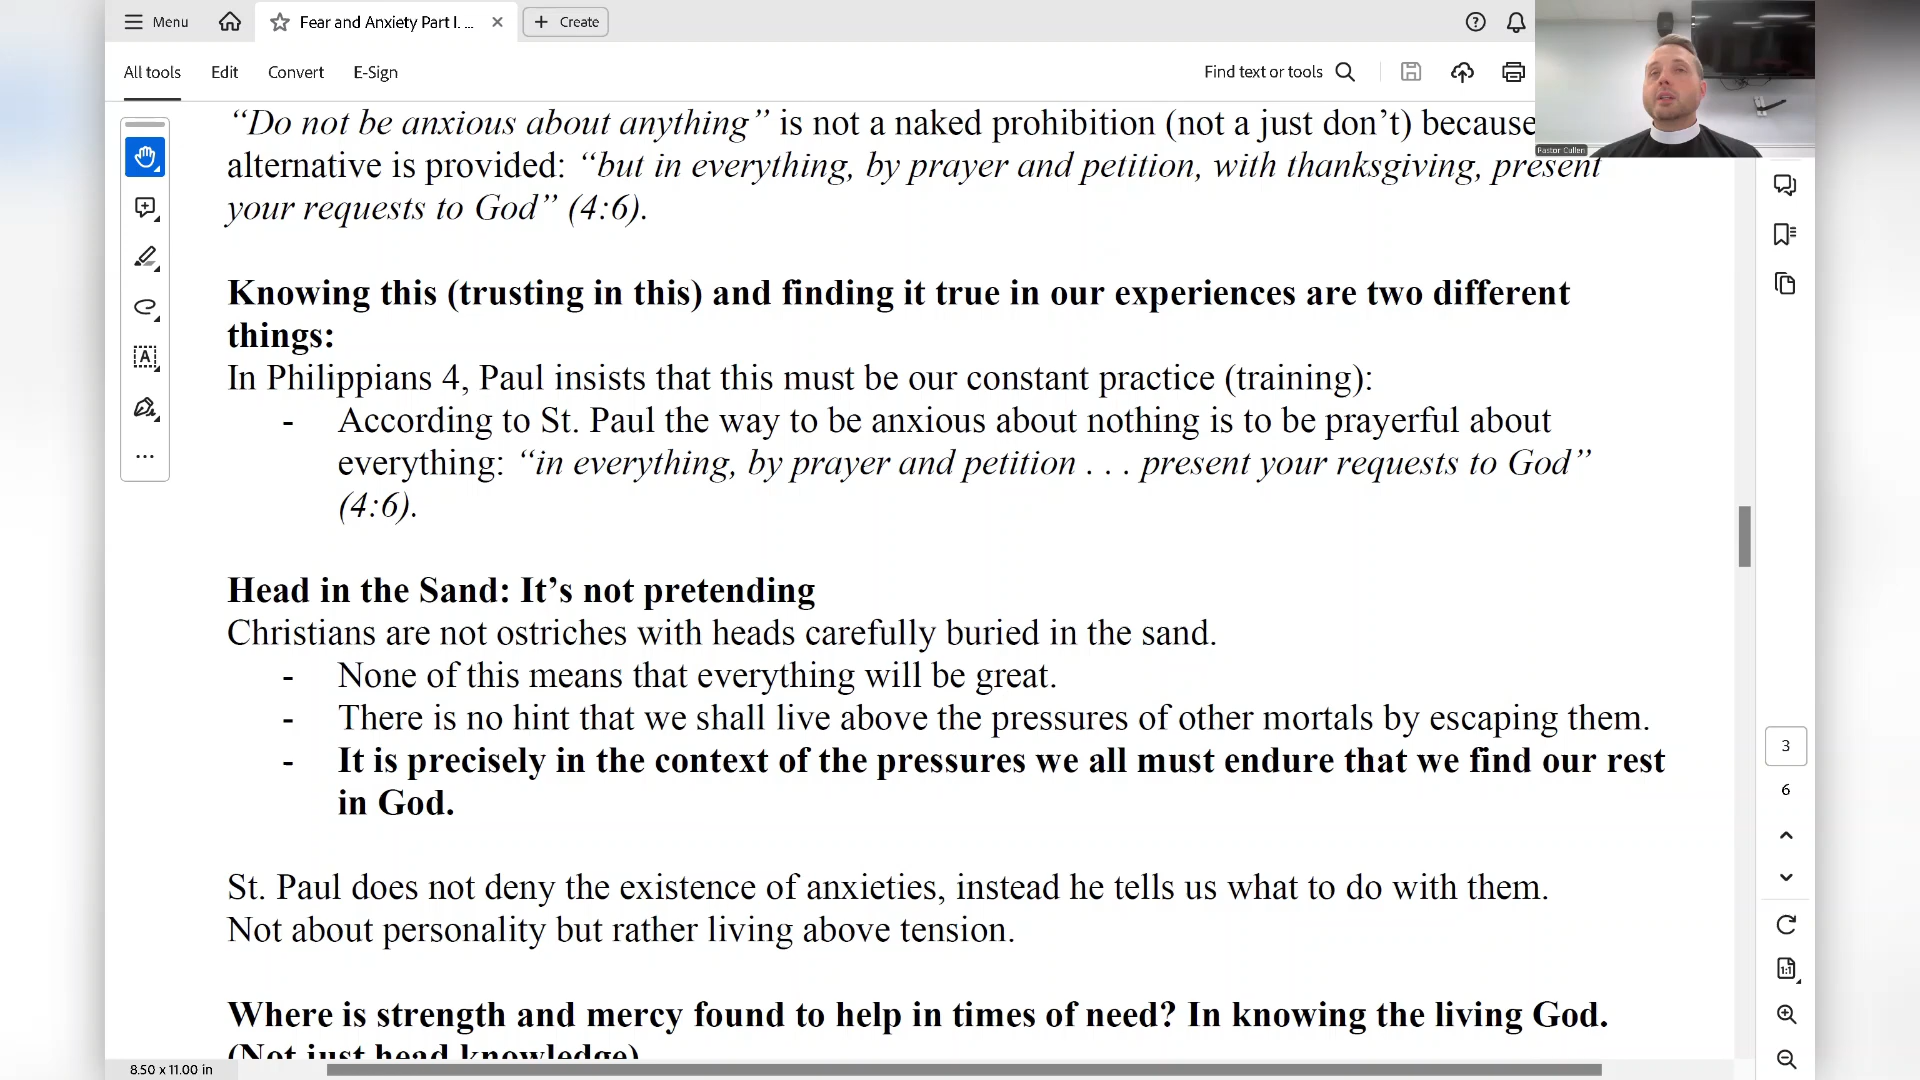 Menu
Fear and Anxiety Part I. ...
Create
All tools
Edit
Convert
E-Sign
Find text or tools
Pastor Cullen
“Do not be anxious about anything” is not a naked prohibition (not a just don’t) because
alternative is provided: “but in everything, by prayer and petition, with thanksgiving, present
your requests to God” (4:6).
Knowing this (trusting in this) and finding it true in our experiences are two different
things:
In Philippians 4, Paul insists that this must be our constant practice (training):
- According to St. Paul the way to be anxious about nothing is to be prayerful about
everything: “in everything, by prayer and petition . . . present your requests to God”
(4:6).
Head in the Sand: It’s not pretending
Christians are not ostriches with heads carefully buried in the sand.
- None of this means that everything will be great.
- There is no hint that we shall live above the pressures of other mortals by escaping them.
- It is precisely in the context of the pressures we all must endure that we find our rest
in God.
St. Paul does not deny the existence of anxieties, instead he tells us what to do with them.
Not about personality but rather living above tension.
Where is strength and mercy found to help in times of need? In knowing the living God.
(Not just head knowledge)
3
6
8.50 x 11.00 in